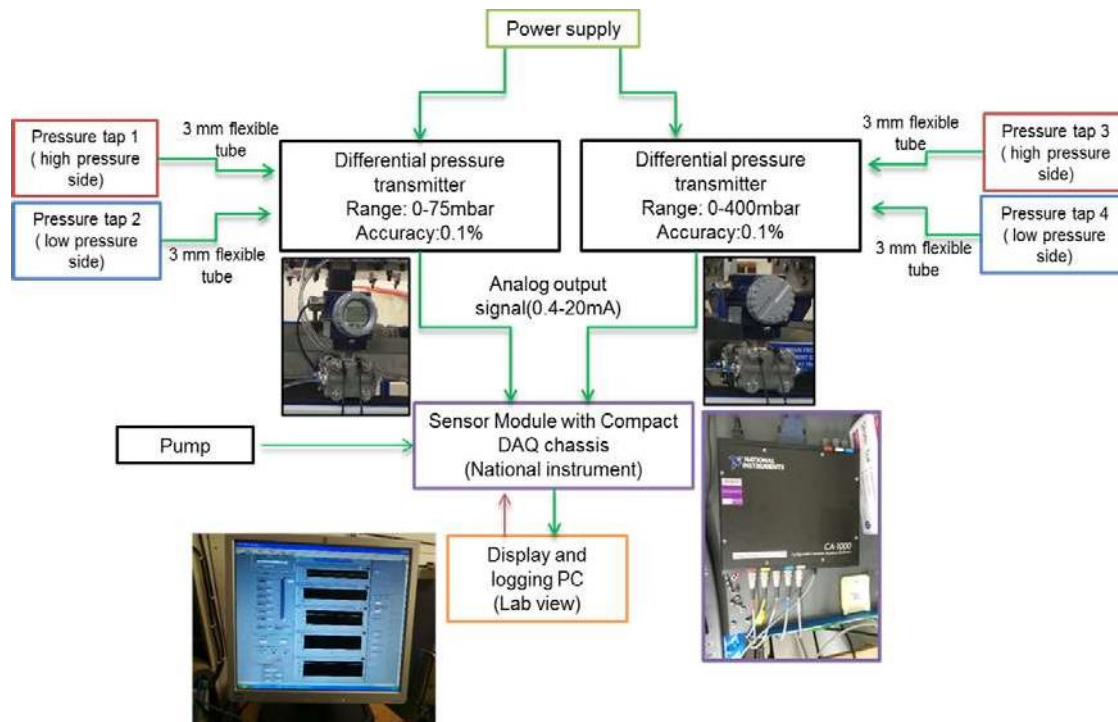 Power supply
Pressure tap 1
( high pressure
side)
3 mm flexible
tube
Pressure tap 2
( low pressure
side)
3 mm flexible
tube
Differential pressure
transmitter
Range: 0-75mbar
Accuracy:0.1%
Differential pressure
transmitter
Range: 0-400mbar
Accuracy:0.1%
3 mm flexible
tube
Pressure tap 3
( high pressure
side)
Pressure tap 4
( low pressure
side)
3 mm flexible
tube
Analog output
signal(0.4-20mA)
Pump
Sensor Module with Compact
DAQ chassis
(National instrument)
NATIONAL
INSTRUMENTS
CA-1000
Display and
logging PC
(Lab view)